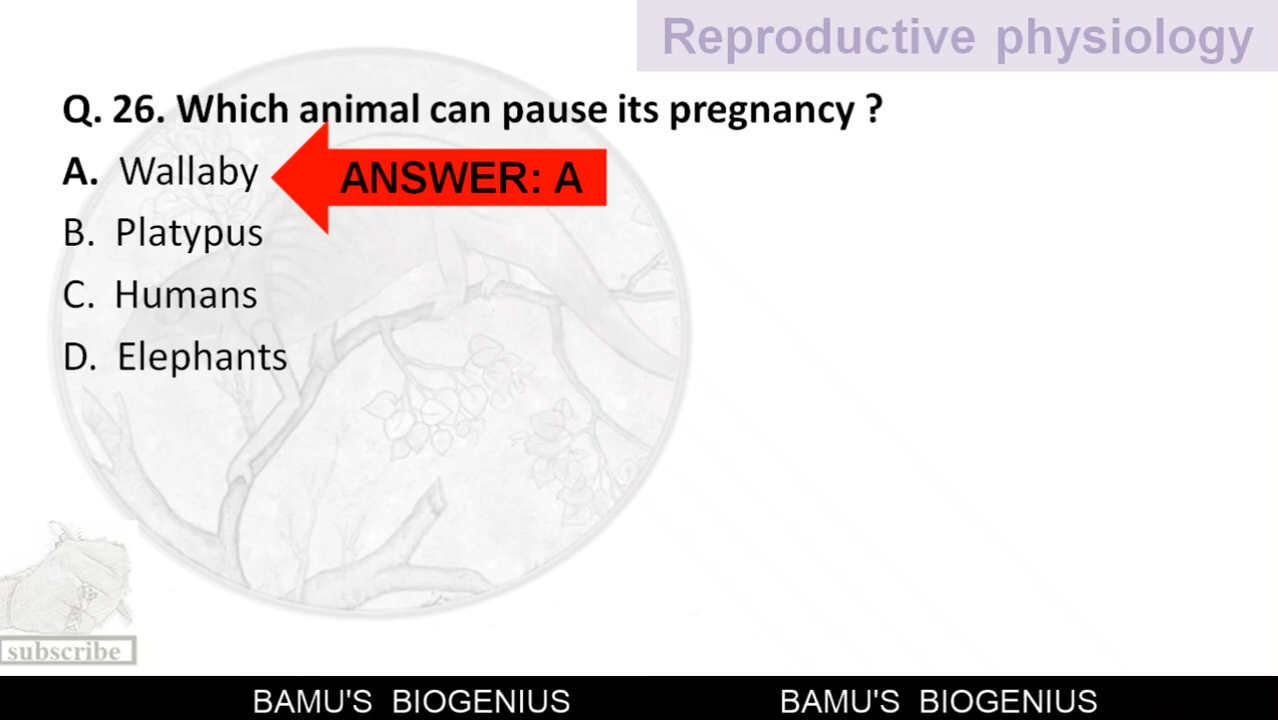 Reproductive physiology
Q. 26. Which animal can pause its pregnancy ?
A. Wallaby
ANSWER: A
B. Platypus
C. Humans
D. Elephants
subscribe
BAMU'S BIOGENIUS BAMU'S BIOGENIUS